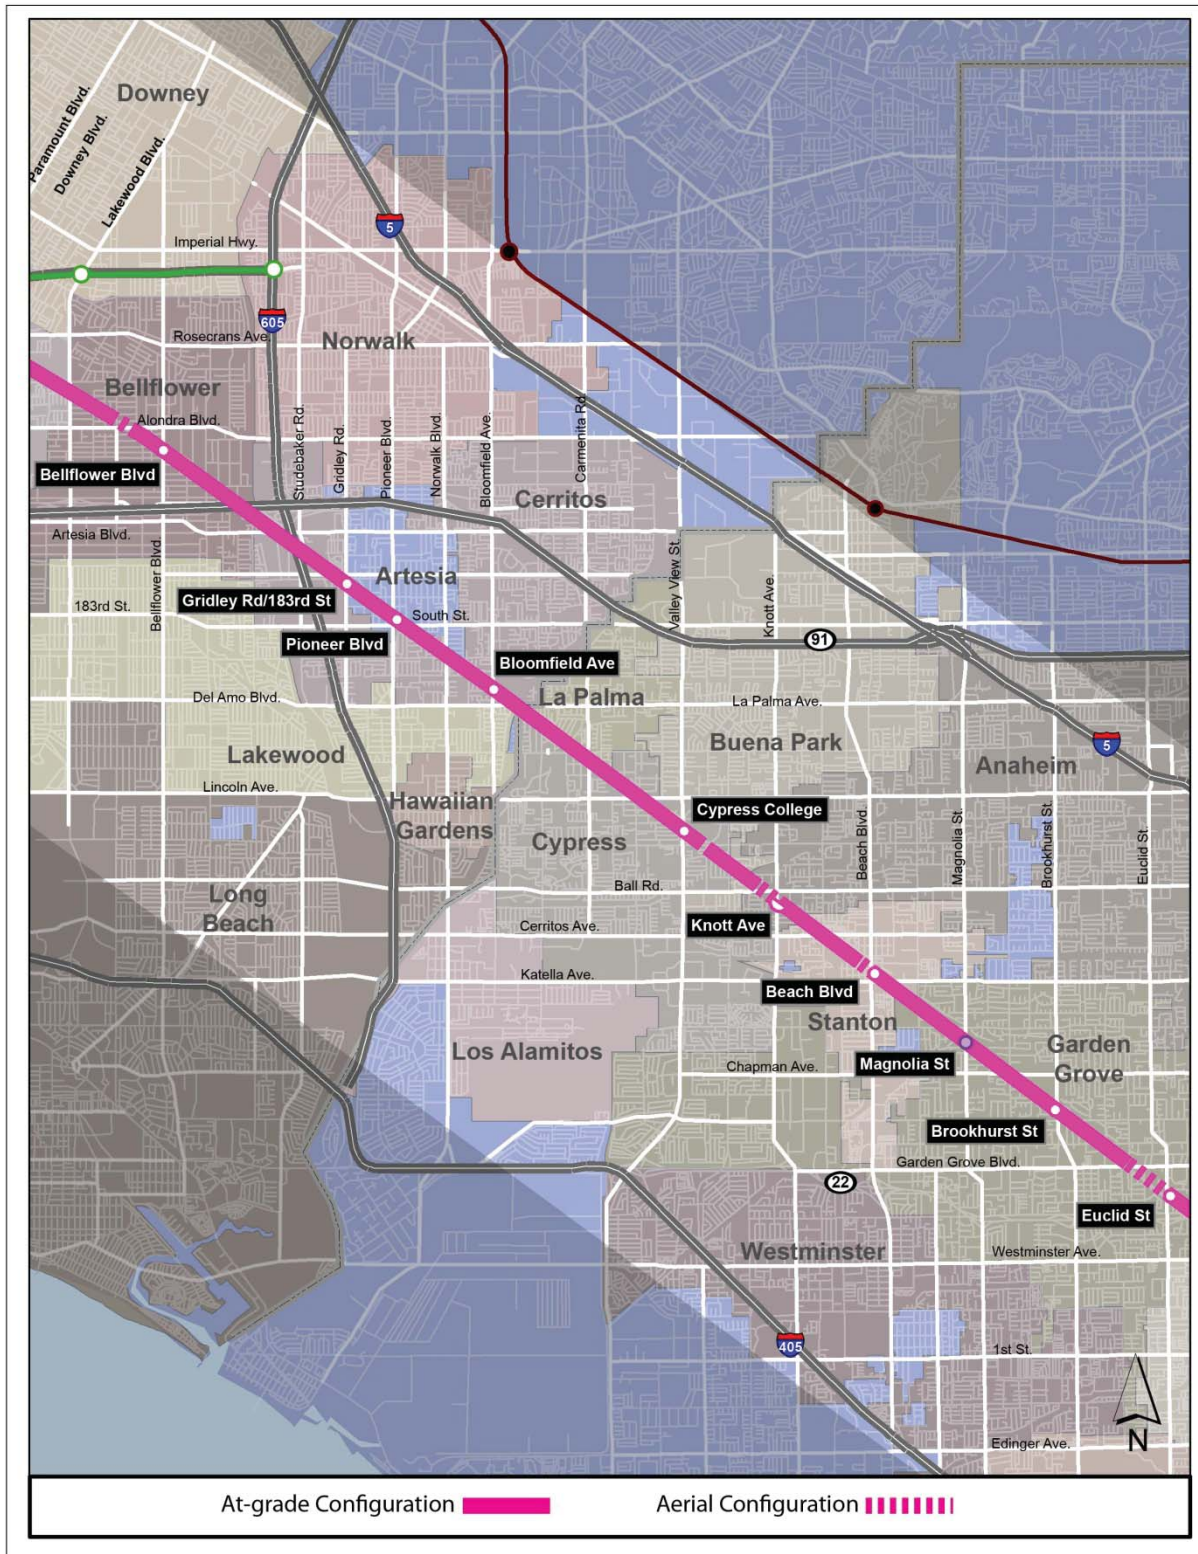 Downey
Paramount Blvd.
Downey Blvd.
Lakewood Blvd.
Imperial Hwy.
5
605
Rosecrans Ave.
Norwalk
Bellflower
Alondra Blvd.
Bellflower Blvd
Studebaker Rd.
Gridley Rd.
Pioneer Blvd.
Norwalk Blvd.
Bloomfield Ave.
Carmenita Rd.
Cerritos
Artesia Blvd.
Bellflower Blvd.
Artesia
Valley View St.
Knott Ave.
183rd St.
Gridley Rd/183rd St
South St.
Pioneer Blvd
91
Bloomfield Ave
La Palma
Del Amo Blvd.
La Palma Ave.
Lakewood
Buena Park
5
Anaheim
Lincoln Ave.
Hawaiian
Gardens
Cypress College
Cypress
Beach Blvd.
Magnolia St.
Brookhurst St.
Euclid St.
Ball Rd.
Long
Beach
Knott Ave
Cerritos Ave.
Katella Ave.
Beach Blvd
Stanton
Los Alamitos
Garden
Grove
Chapman Ave.
Magnolia St
Brookhurst St
Garden Grove Blvd.
22
Euclid St
Westminster
Westminster Ave.
405
1st St.
Edinger Ave.
N
At-grade Configuration
Aerial Configuration